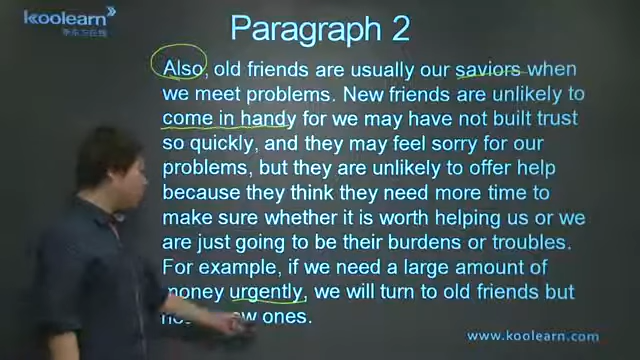 koolearn
新东方在线
Paragraph 2
Also, old friends are usually our saviors when
we meet problems. New friends are unlikely to
come in handy for we may have not built trust
so quickly, and they may feel sorry for our
problems, but they are unlikely to offer help
because they think they need more time to
make sure whether it is worth helping us or we
are just going to be their burdens or troubles.
For example, if we need a large amount of
money urgently, we will turn to old friends but
ones.
www.koolearn.com